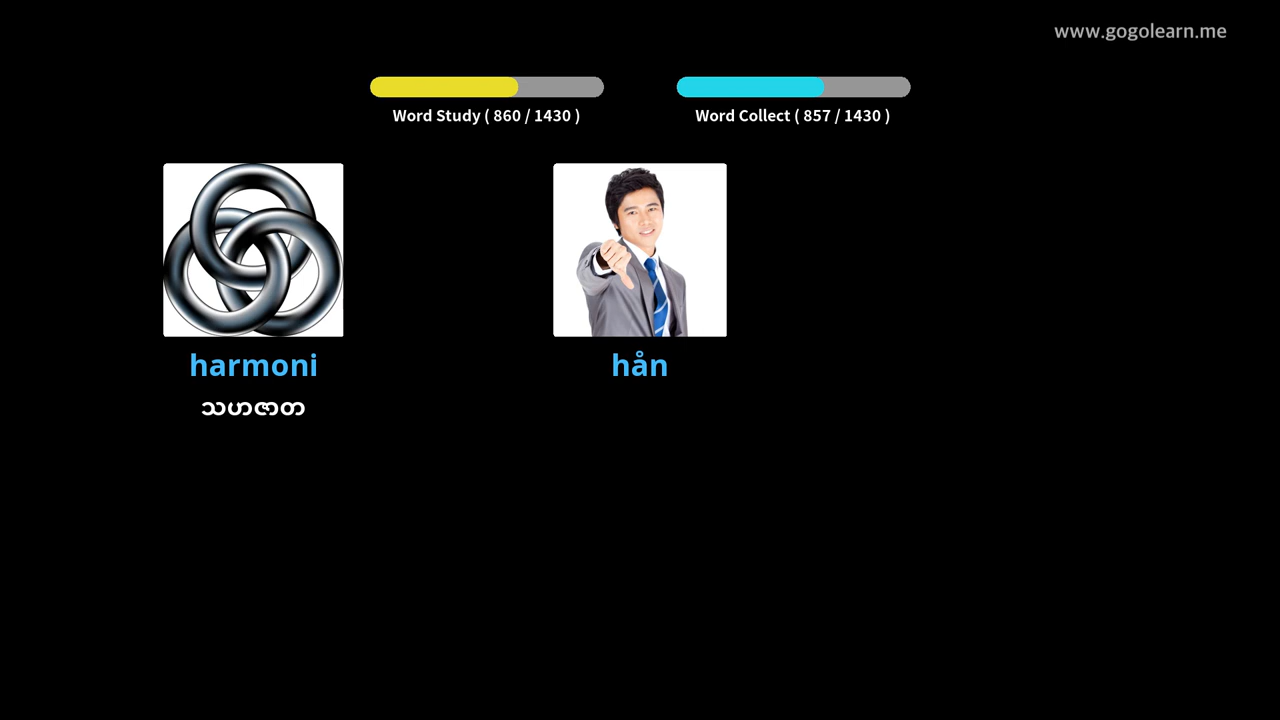 www.gogolearn.me
Word Study ( 860 / 1430 )
Word Collect ( 857 / 1430 )
harmoni
hån
သဟဇာတ